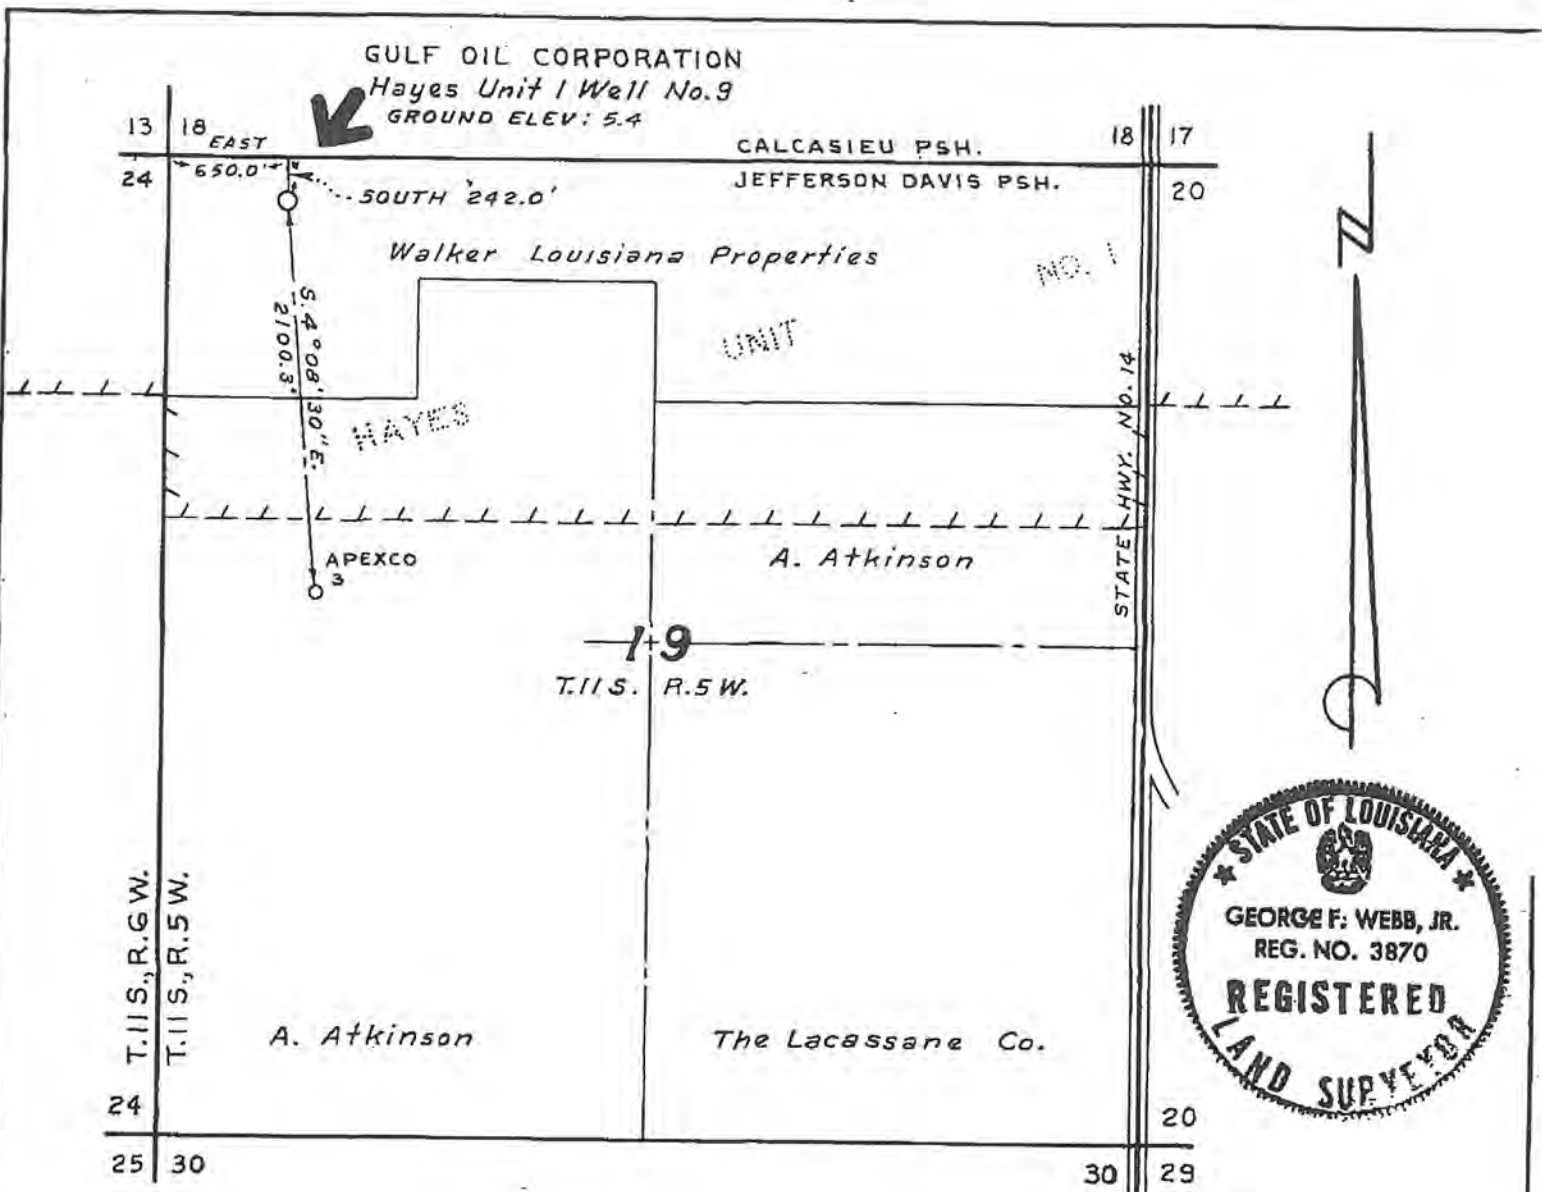 GULF OIL CORPORATION
Hayes Unit 1 Well No.9
GROUND ELEV: 5.4
13 18
EAST
650.0'
24
SOUTH 242.0'
CALCASIEU PSH.
JEFFERSON DAVIS PSH.
18 17
20
Walker Louisiana Properties
HAYES UNIT NO. 1
S.4°08'30"E.
2100.3'
APEXCO
3
A. Atkinson
STATE HWY. NO. 14
19
T.11S. R.5W.
T.11S., R.6W.
T.11S., R.5W.
A. Atkinson
The Lacassane Co.
24
25 30
20
30 29
STATE OF LOUISIANA
GEORGE F. WEBB, JR.
REG. NO. 3870
REGISTERED
LAND SURVEYOR